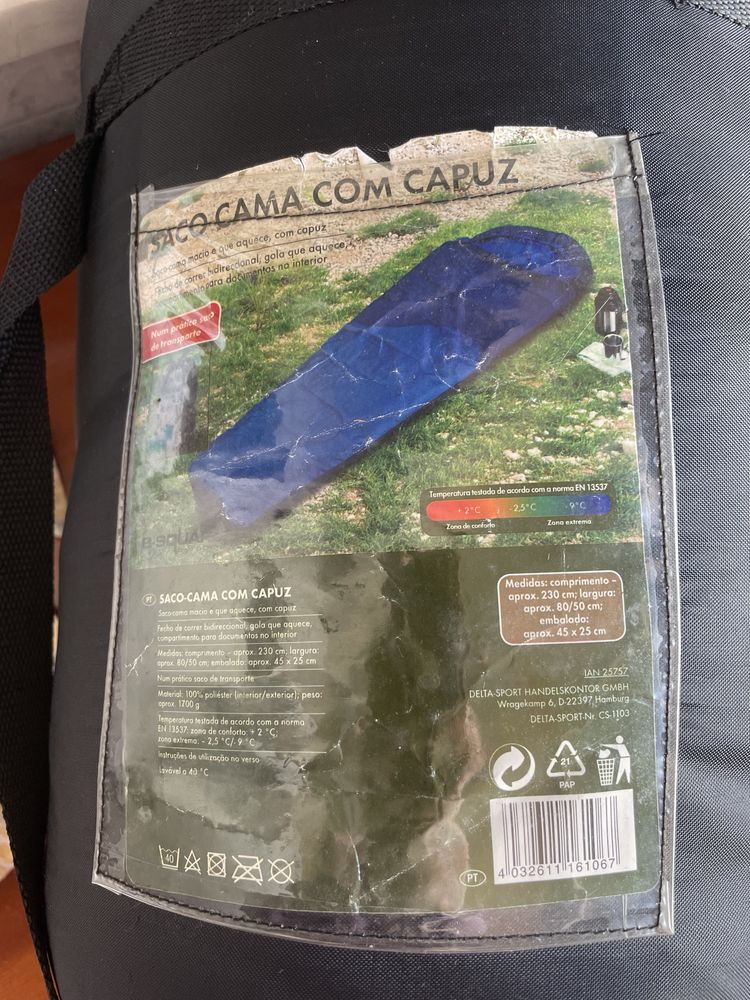 SACO-CAMA COM CAPUZ
Saco-cama macio e que aquece, com capuz
Fecho de correr bidireccional, gola que aquece,
para documentos no interior
Num prático saco
de transporte
Temperatura testada de acordo com a norma EN 13537
+ 2°C - 2,5°C - 9°C
Zona de conforto Zona extrema
PT SACO-CAMA COM CAPUZ
Saco-cama macio e que aquece, com capuz
Fecho de correr bidireccional, gola que aquece,
compartimento para documentos no interior
Medidas: comprimento – aprox. 230 cm; largura:
aprox. 80/50 cm; embalado: aprox. 45 x 25 cm
Num prático saco de transporte
Material: 100% poliéster (interior/exterior); peso:
aprox. 1700 g
Temperatura testada de acordo com a norma
EN 13537: zona de conforto: + 2 °C;
zona extrema: – 2,5 °C/- 9 °C
Instruções de utilização no verso
Lavável a 40 °C
40
Medidas: comprimento –
aprox. 230 cm; largura:
aprox. 80/50 cm;
embalado:
aprox. 45 x 25 cm
IAN 25757
DELTA-SPORT HANDELSKONTOR GMBH
Wragekamp 6, D-22397 Hamburg
DELTA-SPORT-Nr. CS-1103
21
PAP
PT
4 032611 161067